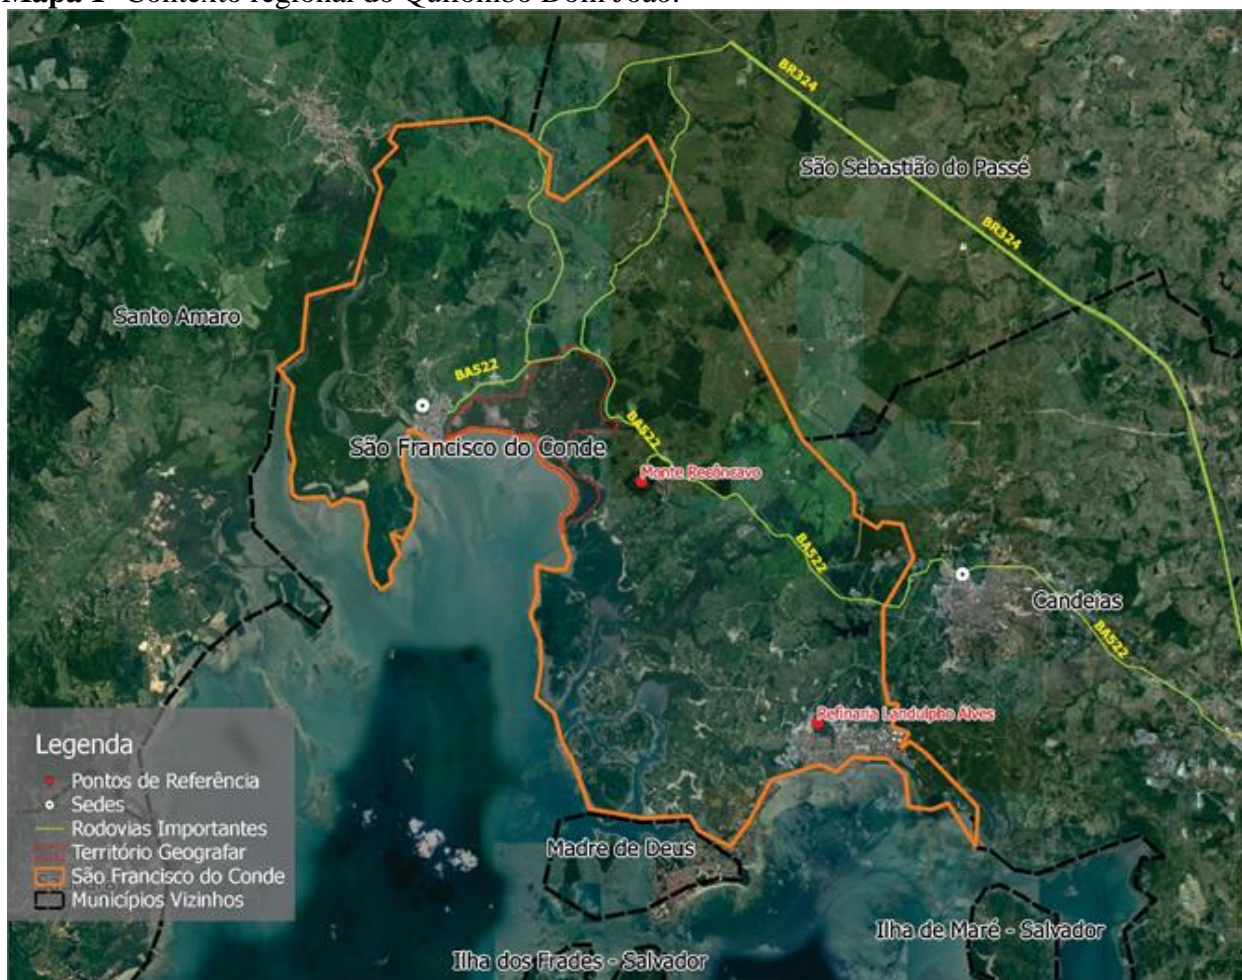 Mapa 1- Contexto regional do Quilombo Dom João.
BR324
São Sebastião do Passé
BR324
Santo Amaro
BA522
BA522
São Francisco do Conde
Monte Recôncavo
BA522
Candeias
BA522
Refinaria Landulpho Alves
Legenda
Pontos de Referência
Sedes
Rodovias Importantes
Território Geografar
São Francisco do Conde
Municípios Vizinhos
Madre de Deus
Ilha de Maré - Salvador
Ilha dos Frades - Salvador